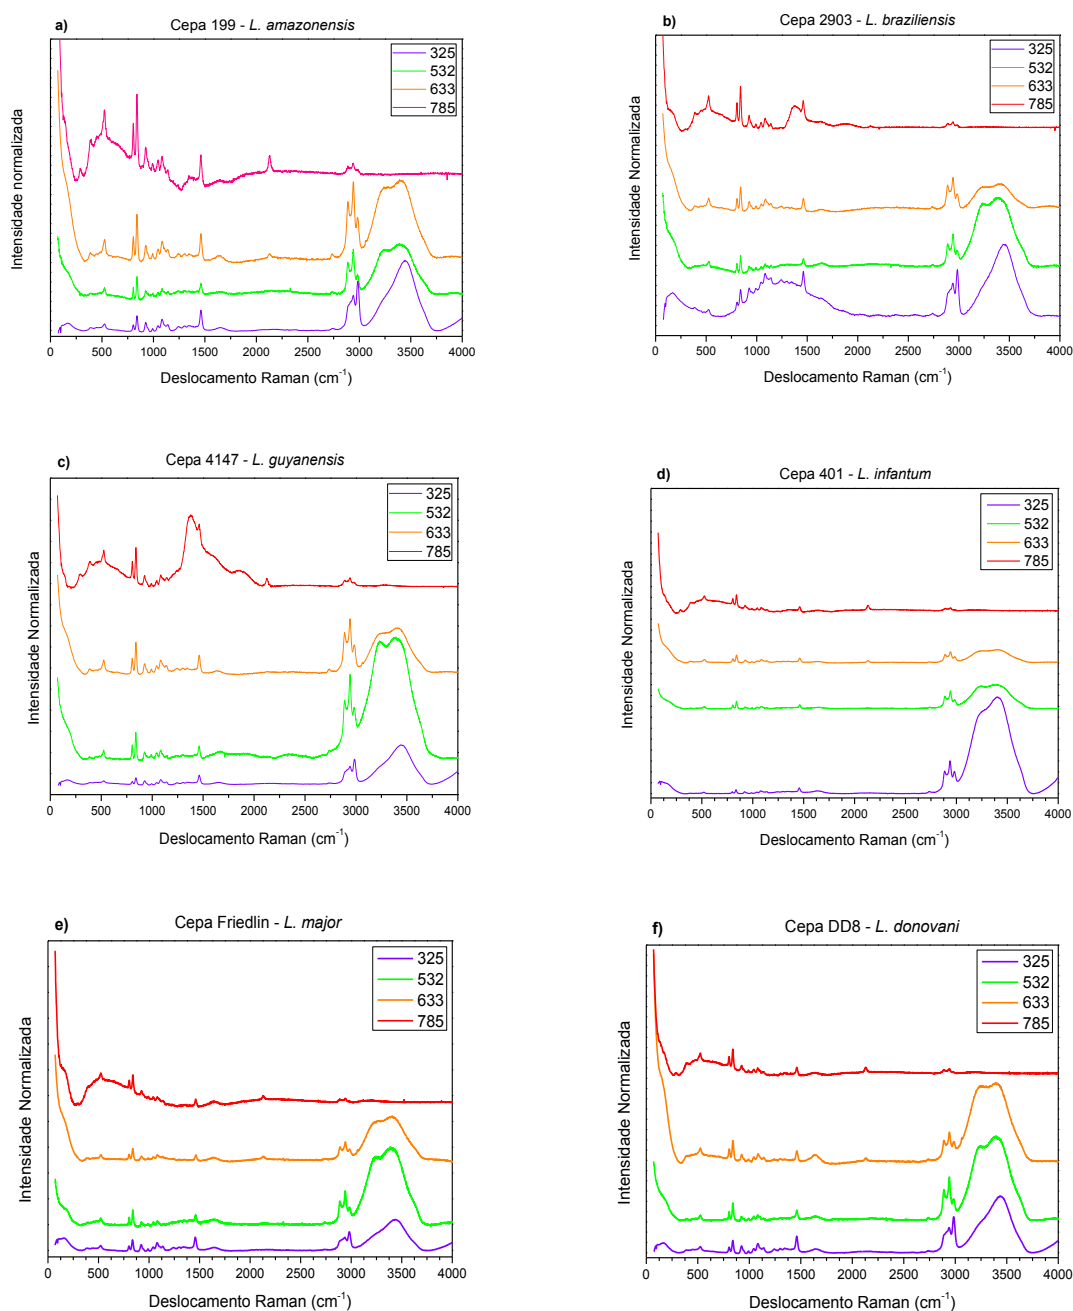 a) Cepa 199 - L. amazonensis
325
532
633
785
Intensidade normalizada
0 500 1000 1500 2000 2500 3000 3500 4000
Deslocamento Raman (cm-1)
b) Cepa 2903 - L. braziliensis
325
532
633
785
Intensidade Normalizada
0 500 1000 1500 2000 2500 3000 3500 4000
Deslocamento Raman (cm-1)
c) Cepa 4147 - L. guyanensis
325
532
633
785
Intensidade Normalizada
0 500 1000 1500 2000 2500 3000 3500 4000
Deslocamento Raman (cm-1)
d) Cepa 401 - L. infantum
325
532
633
785
Intensidade Normalizada
0 500 1000 1500 2000 2500 3000 3500 4000
Deslocamento Raman (cm-1)
e) Cepa Friedlin - L. major
325
532
633
785
Intensidade Normalizada
0 500 1000 1500 2000 2500 3000 3500 4000
Deslocamento Raman (cm-1)
f) Cepa DD8 - L. donovani
325
532
633
785
Intensidade Normalizada
0 500 1000 1500 2000 2500 3000 3500 4000
Deslocamento Raman (cm-1)